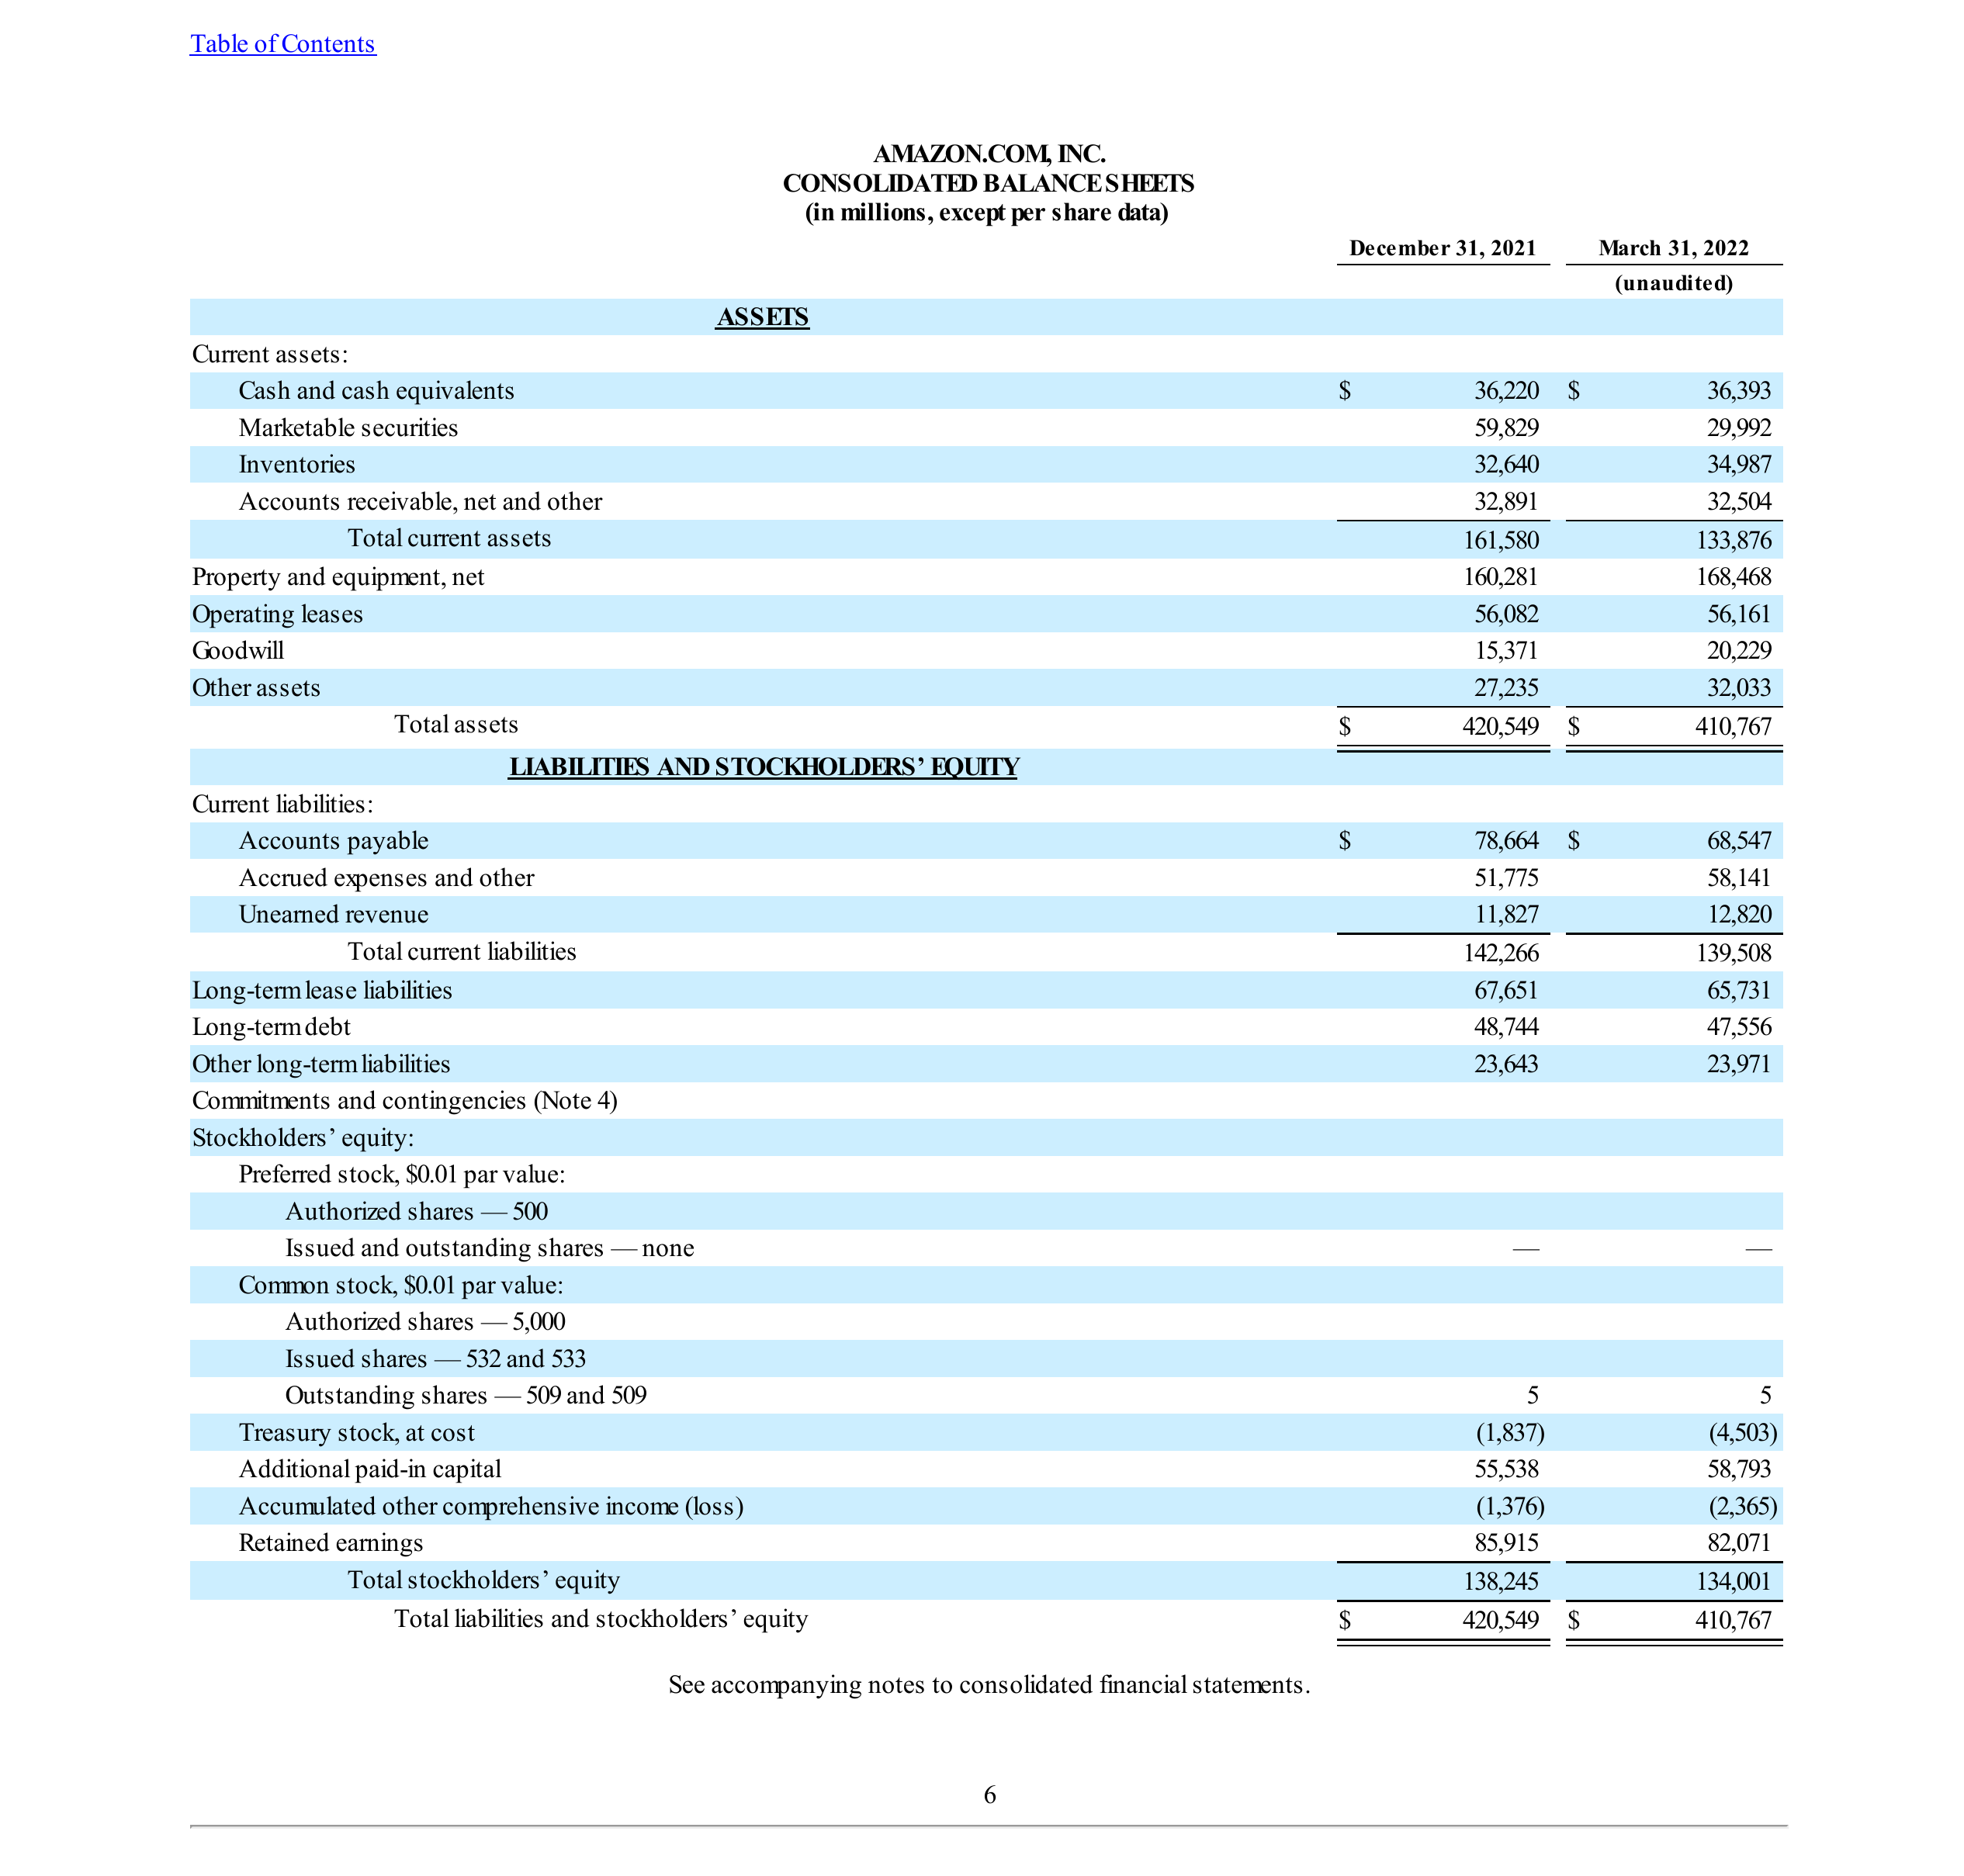 Table of Contents
AMAZON.COM, INC.
CONSOLIDATED BALANCE SHEETS
(in millions, except per share data)
December 31, 2021 March 31, 2022
(unaudited)
ASSETS
Current assets:
Cash and cash equivalents $ 36,220 $ 36,393
Marketable securities 59,829 29,992
Inventories 32,640 34,987
Accounts receivable, net and other 32,891 32,504
Total current assets 161,580 133,876
Property and equipment, net 160,281 168,468
Operating leases 56,082 56,161
Goodwill 15,371 20,229
Other assets 27,235 32,033
Total assets $ 420,549 $ 410,767
LIABILITIES AND STOCKHOLDERS’ EQUITY
Current liabilities:
Accounts payable $ 78,664 $ 68,547
Accrued expenses and other 51,775 58,141
Unearned revenue 11,827 12,820
Total current liabilities 142,266 139,508
Long-term lease liabilities 67,651 65,731
Long-term debt 48,744 47,556
Other long-term liabilities 23,643 23,971
Commitments and contingencies (Note 4)
Stockholders’ equity:
Preferred stock, $0.01 par value:
Authorized shares — 500
Issued and outstanding shares — none — —
Common stock, $0.01 par value:
Authorized shares — 5,000
Issued shares — 532 and 533
Outstanding shares — 509 and 509 5 5
Treasury stock, at cost (1,837) (4,503)
Additional paid-in capital 55,538 58,793
Accumulated other comprehensive income (loss) (1,376) (2,365)
Retained earnings 85,915 82,071
Total stockholders’ equity 138,245 134,001
Total liabilities and stockholders’ equity $ 420,549 $ 410,767
See accompanying notes to consolidated financial statements.
6